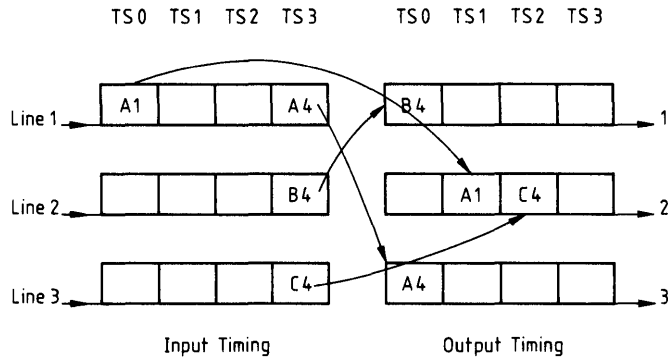 TS0 TS1 TS2 TS3 TS0 TS1 TS2 TS3
Line 1 A1 A4 B4 1
Line 2 B4 A1 C4 2
Line 3 C4 A4 3
Input Timing Output Timing